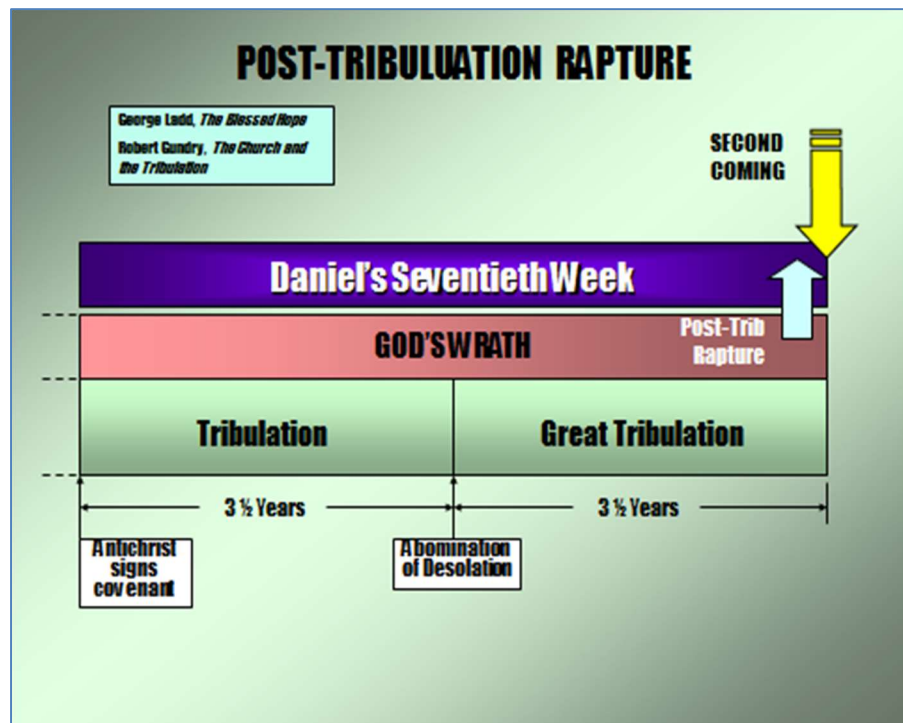 POST-TRIBULUATION RAPTURE
George Ladd, The Blessed Hope
Robert Gundry, The Church and
the Tribulation
SECOND
COMING
Daniel's Seventieth Week
GOD'S WRATH
Post-Trib
Rapture
Tribulation
Great Tribulation
3 ½ Years
3 ½ Years
Antichrist
signs
covenant
Abomination
of Desolation